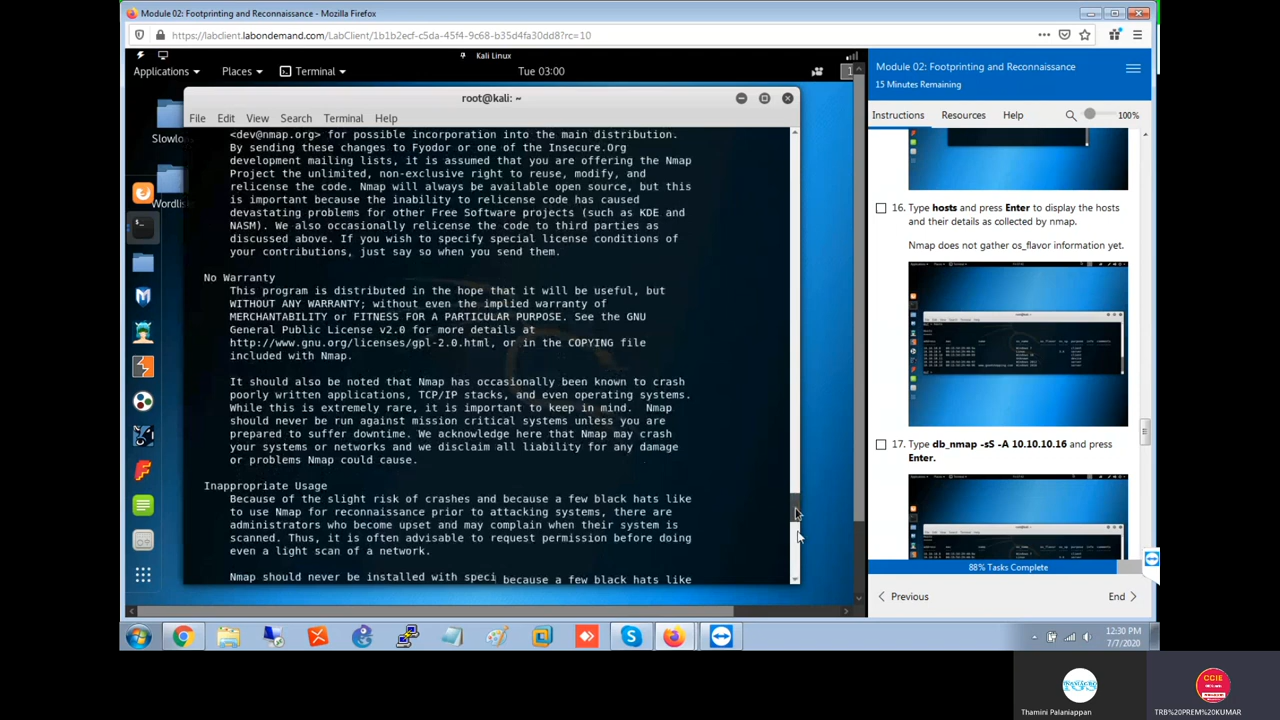 Module 02: Footprinting and Reconnaissance - Mozilla Firefox
https://labclient.labondemand.com/LabClient/1b1b2ecf-ec0a-45f4-9c68-b35d4fa30dd8?rc=10
Kali Linux
Applications
Places
Terminal
Tue 03:00
1
Slowlo
Wordlis
root@kali: ~
File Edit View Search Terminal Help
<dev@nmap.org> for possible incorporation into the main distribution.
By sending these changes to Fyodor or one of the Insecure.Org
development mailing lists, it is assumed that you are offering the Nmap
Project the unlimited, non-exclusive right to reuse, modify, and
relicense the code. Nmap will always be available open source, but this
is important because the inability to relicense code has caused
devastating problems for other Free Software projects (such as KDE and
NASM). We also occasionally relicense the code to third parties as
discussed above. If you wish to specify special license conditions of
your contributions, just say so when you send them.
No Warranty
This program is distributed in the hope that it will be useful, but
WITHOUT ANY WARRANTY; without even the implied warranty of
MERCHANTABILITY or FITNESS FOR A PARTICULAR PURPOSE. See the GNU
General Public License v2.0 for more details at
http://www.gnu.org/licenses/gpl-2.0.html, or in the COPYING file
included with Nmap.
It should also be noted that Nmap has occasionally been known to crash
poorly written applications, TCP/IP stacks, and even operating systems.
While this is extremely rare, it is important to keep in mind. Nmap
should never be run against mission critical systems unless you are
prepared to suffer downtime. We acknowledge here that Nmap may crash
your systems or networks and we disclaim all liability for any damage
or problems Nmap could cause.
Inappropriate Usage
Because of the slight risk of crashes and because a few black hats like
to use Nmap for reconnaissance prior to attacking systems, there are
administrators who become upset and may complain when their system is
scanned. Thus, it is often advisable to request permission before doing
even a light scan of a network.
Nmap should never be installed with speci because a few black hats like
Module 02: Footprinting and Reconnaissance
15 Minutes Remaining
Instructions Resources Help
100%
16. Type hosts and press Enter to display the hosts
and their details as collected by nmap.
Nmap does not gather os_flavor information yet.
17. Type db_nmap -sS -A 10.10.10.16 and press
Enter.
88% Tasks Complete
Previous
End
12:30 PM
7/7/2020
Thamini Palaniappan
CCIE
TRB%20PREM%20KUMAR